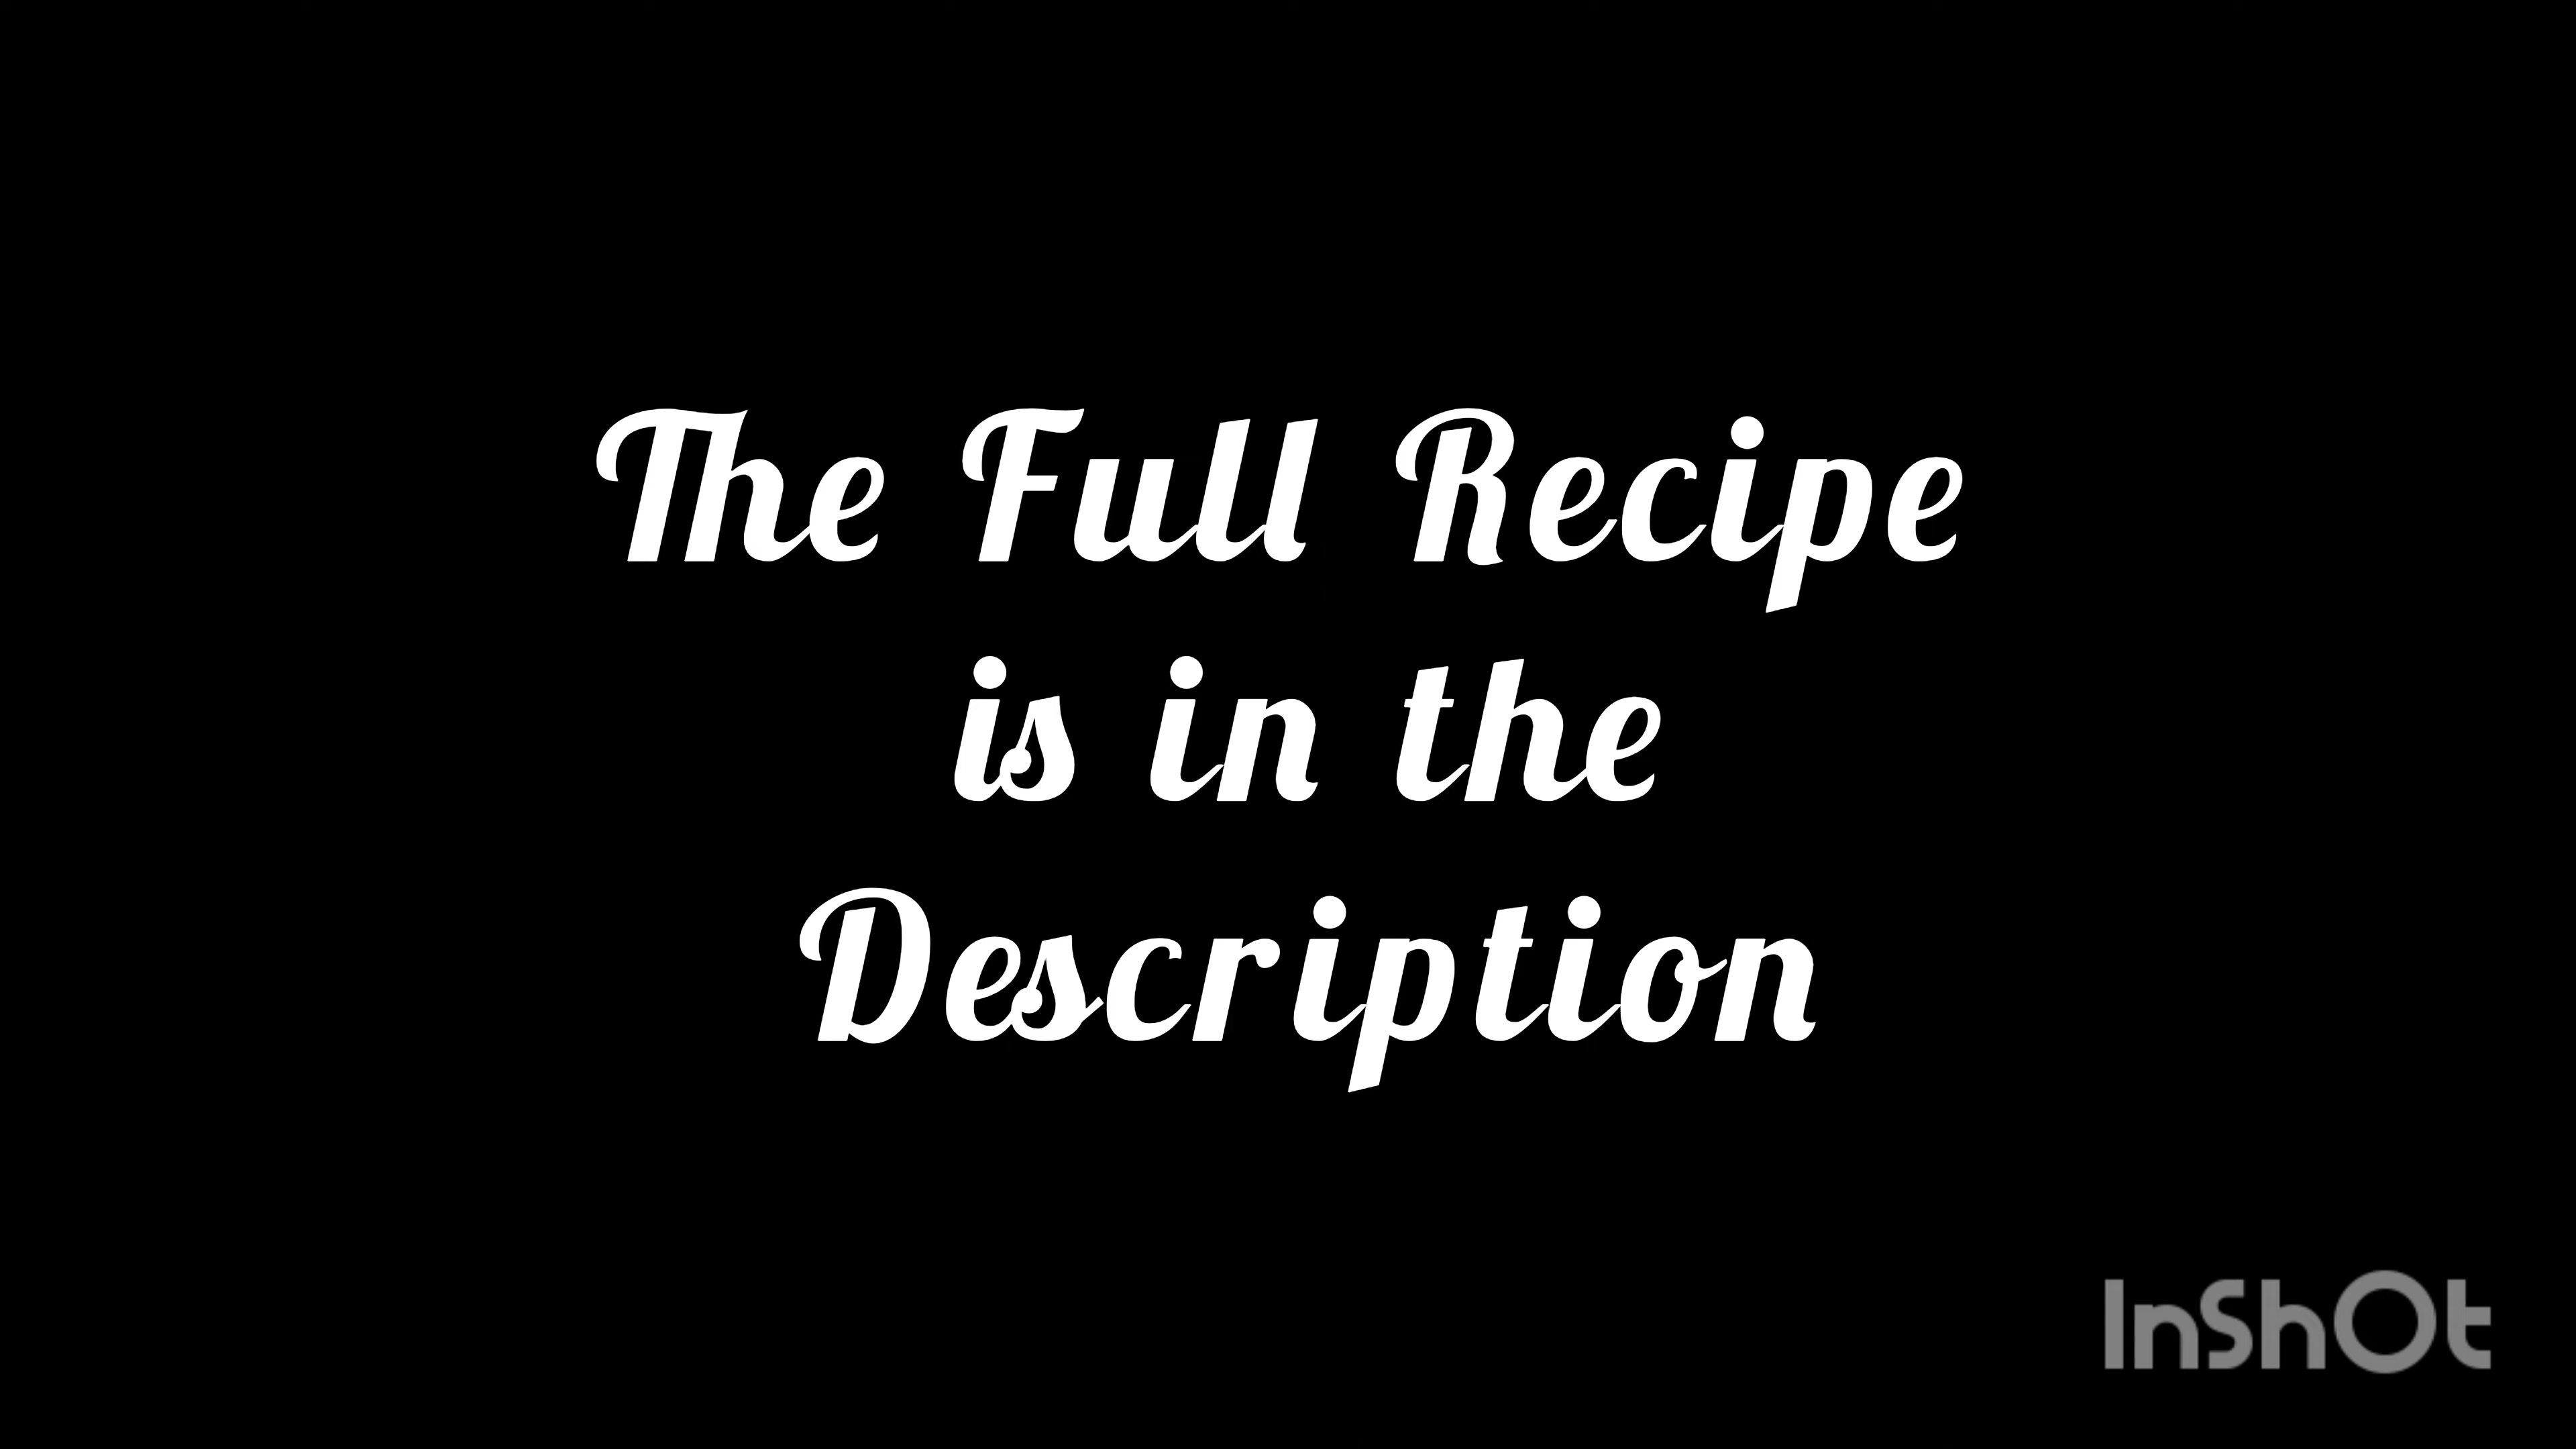 The Full Recipe
is in the
Description
InShOt